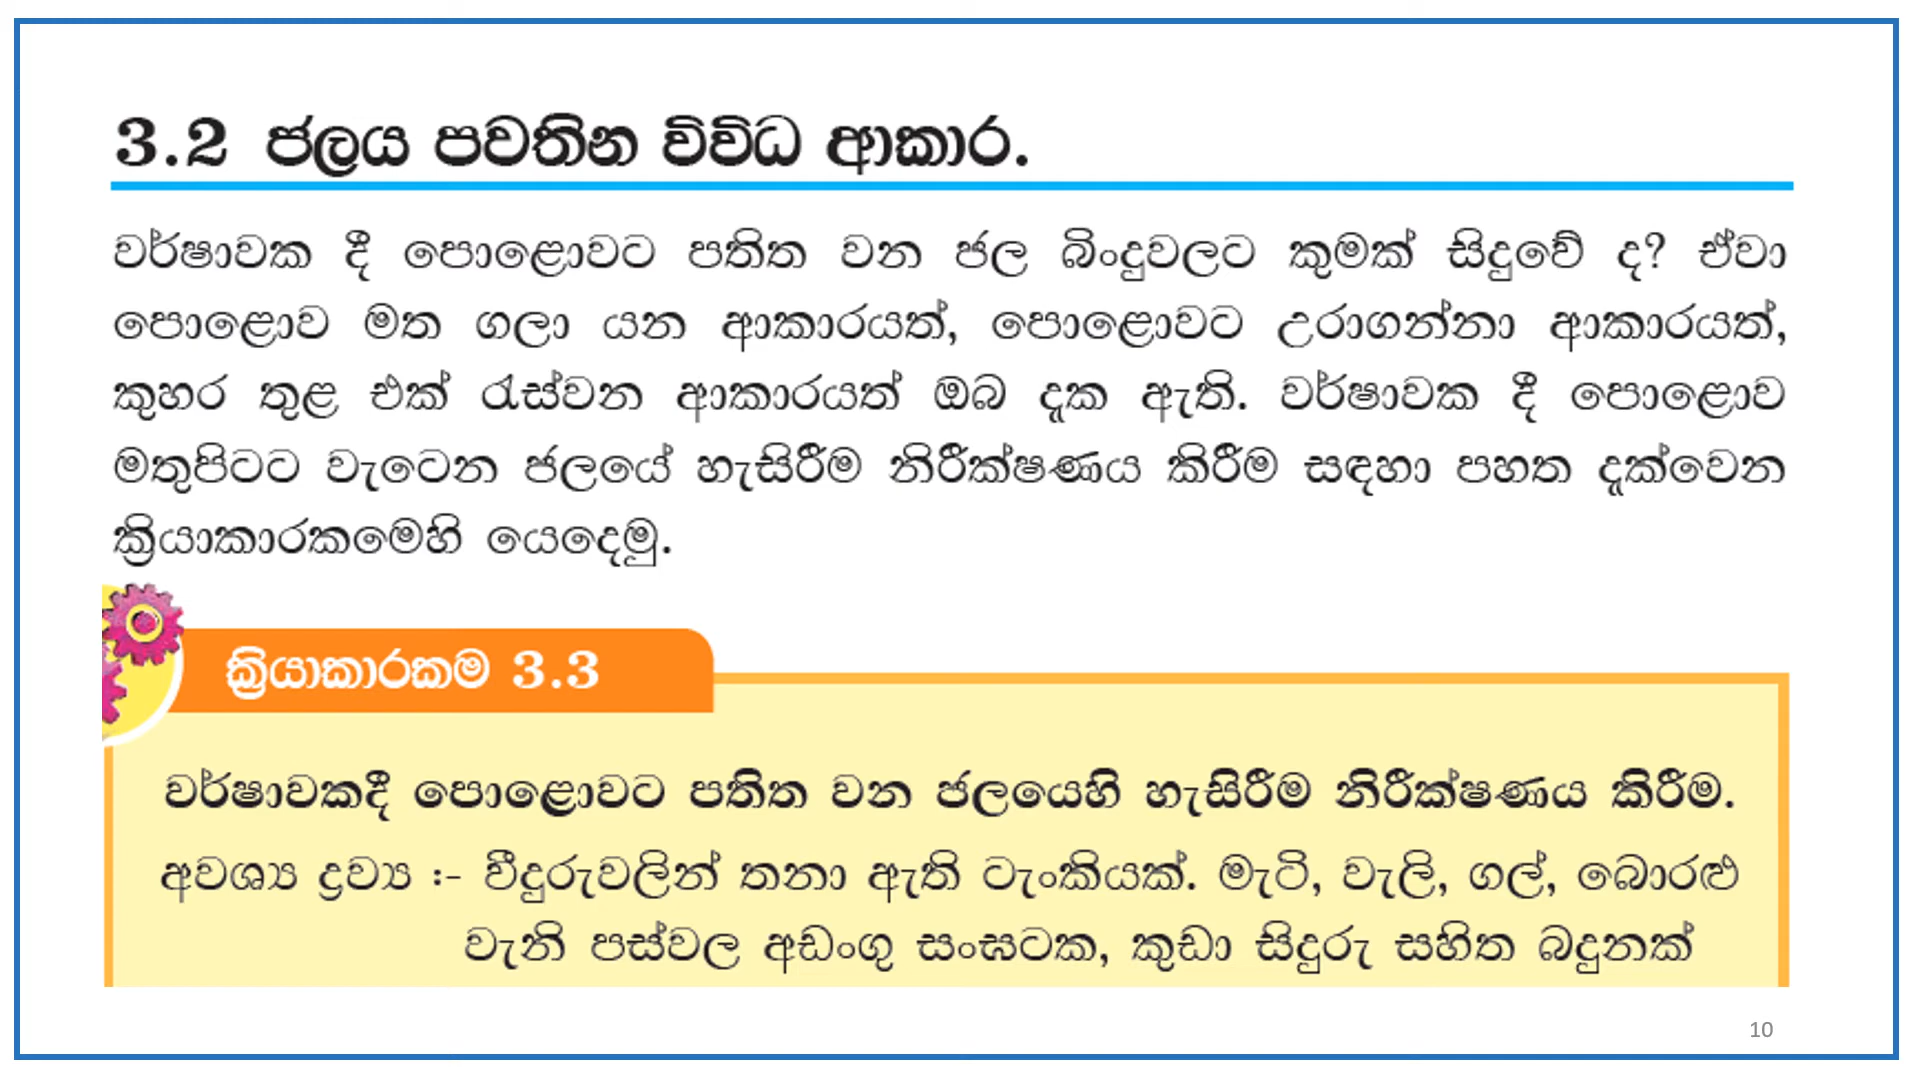 3.2 ජලය පවතින විවිධ ආකාර.
වර්ෂාවක දී පොළොවට පතිත වන ජල බිංදුවලට කුමක් සිදුවේ ද? ඒවා
පොළොව මත ගලා යන ආකාරයත්, පොළොවට උරාගන්නා ආකාරයත්,
කුහර තුළ එක් රැස්වන ආකාරයත් ඔබ දැක ඇති. වර්ෂාවක දී පොළොව
මතුපිටට වැටෙන ජලයේ හැසිරීම නිරීක්ෂණය කිරීම සඳහා පහත දැක්වෙන
ක්‍රියාකාරකමෙහි යෙදෙමු.
ක්‍රියාකාරකම 3.3
වර්ෂාවකදී පොළොවට පතිත වන ජලයෙහි හැසිරීම නිරීක්ෂණය කිරීම.
අවශ්‍ය ද්‍රව්‍ය :- වීදුරුවලින් තනා ඇති ටැංකියක්. මැටි, වැලි, ගල්, බොරළු
වැනි පස්වල අඩංගු සංඝටක, කුඩා සිදුරු සහිත බදුනක්
10